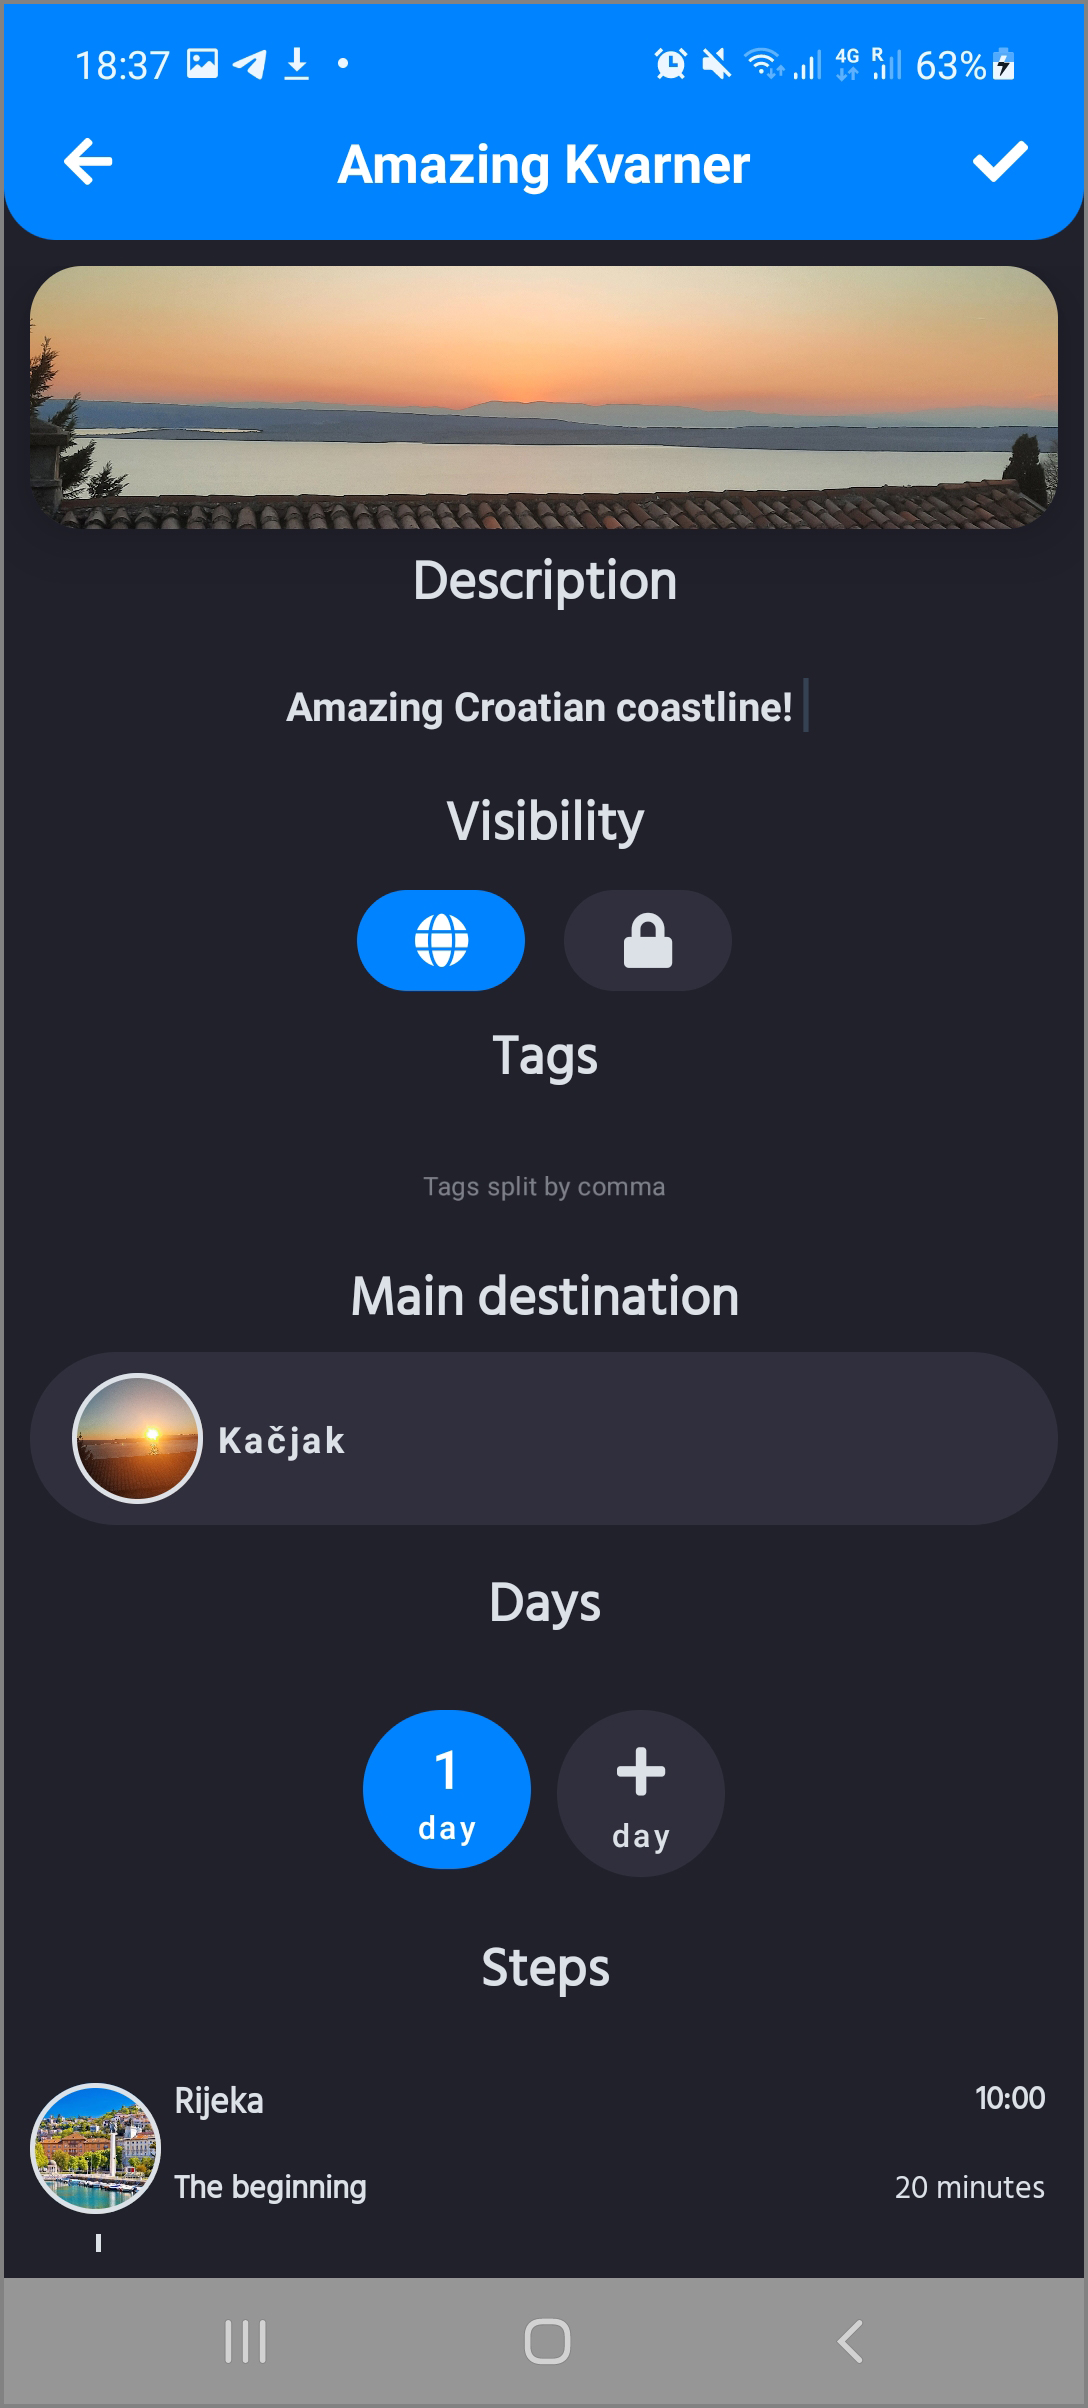 18:37 4G R 63%
Amazing Kvarner
Description
Amazing Croatian coastline!
Visibility
Tags
Tags split by comma
Main destination
Kačjak
Days
1 day
+ day
Steps
Rijeka 10:00
The beginning 20 minutes